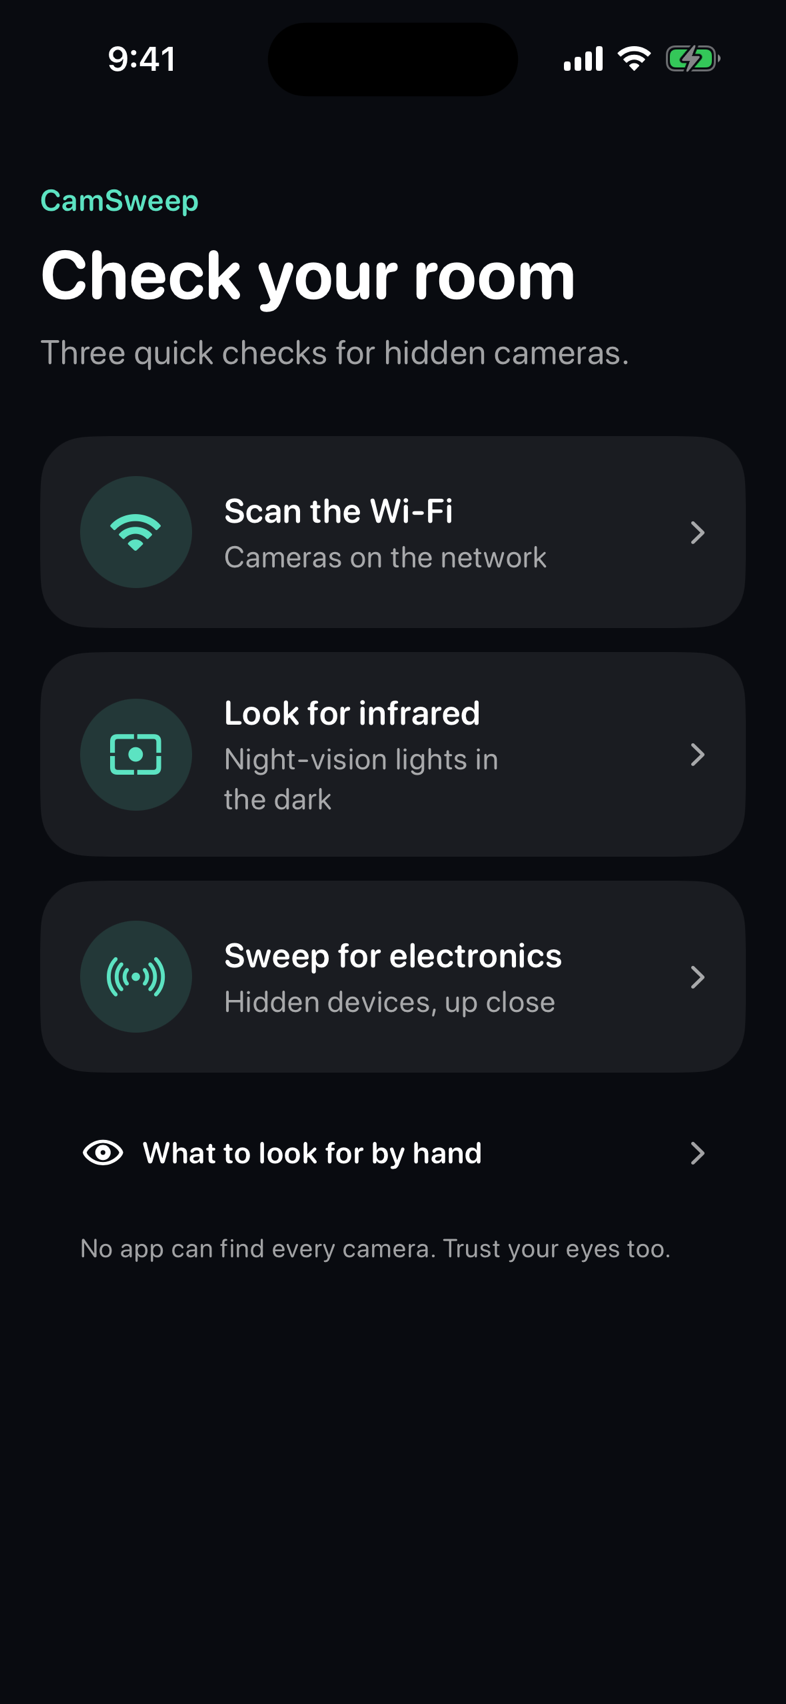 9:41
CamSweep
Check your room
Three quick checks for hidden cameras.
Scan the Wi-Fi
Cameras on the network
Look for infrared
Night-vision lights in
the dark
Sweep for electronics
Hidden devices, up close
What to look for by hand
No app can find every camera. Trust your eyes too.